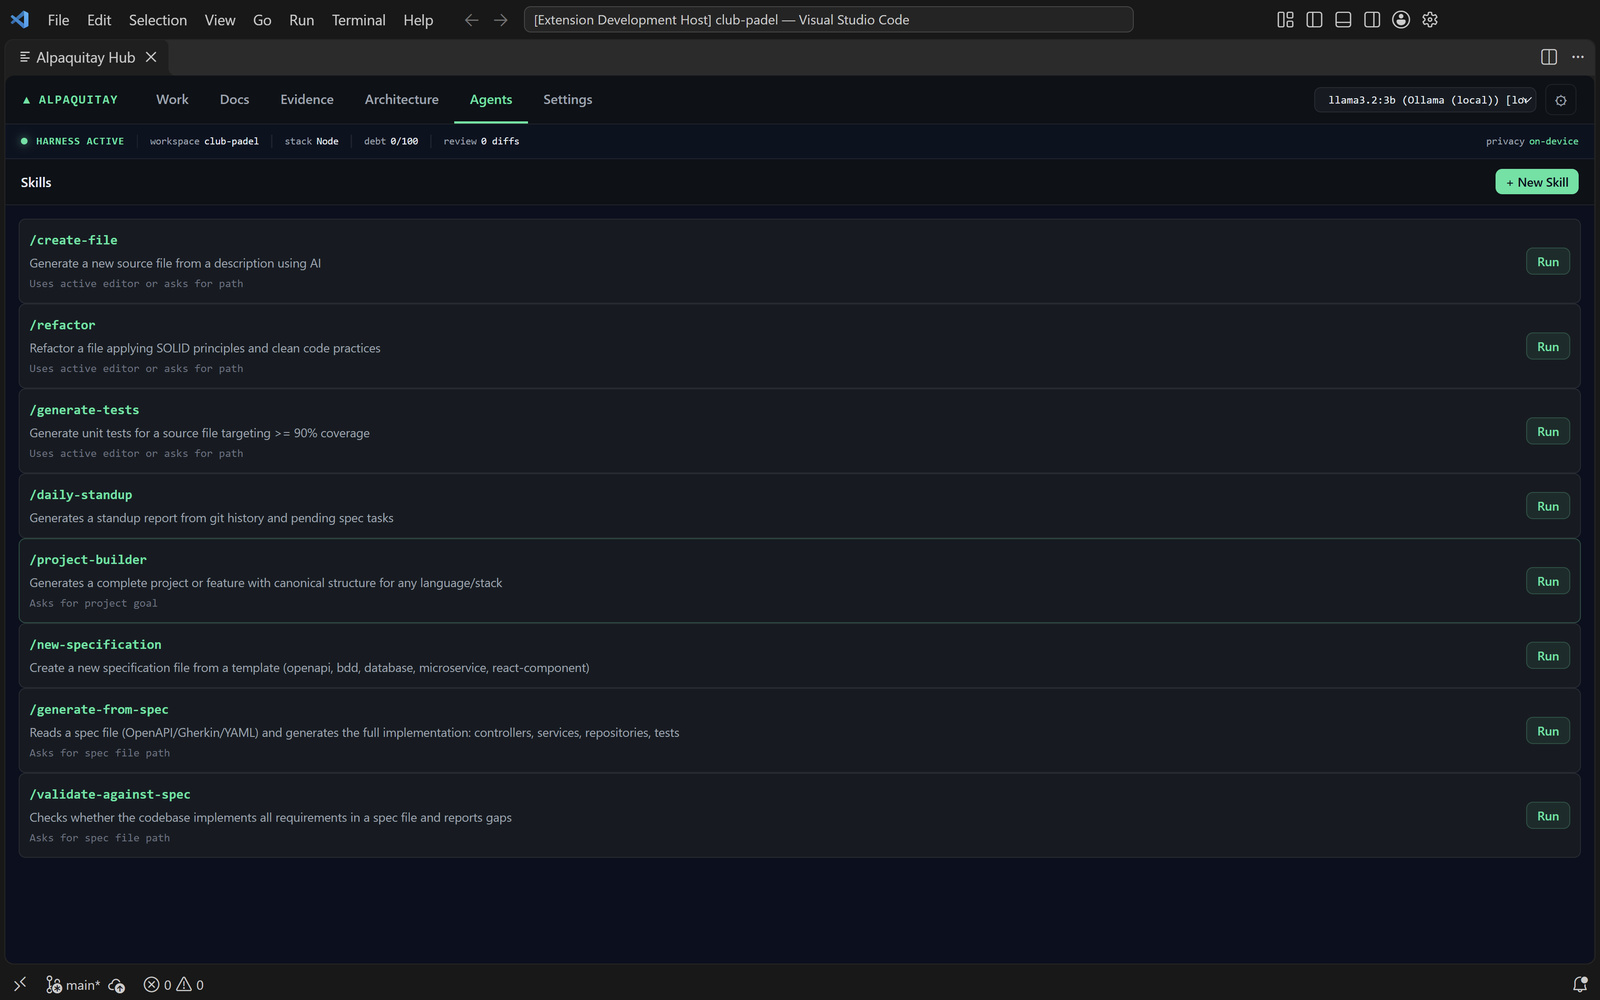 File Edit Selection View Go Run Terminal Help
[Extension Development Host] club-padel — Visual Studio Code
Alpaquitay Hub
▲ ALPAQUITAY Work Docs Evidence Architecture Agents Settings
llama3.2:3b (Ollama (local))
HARNESS ACTIVE workspace club-padel stack Node debt 0/100 review 0 diffs privacy on-device
Skills
+ New Skill
/create-file
Generate a new source file from a description using AI
Uses active editor or asks for path
Run
/refactor
Refactor a file applying SOLID principles and clean code practices
Uses active editor or asks for path
Run
/generate-tests
Generate unit tests for a source file targeting >= 90% coverage
Uses active editor or asks for path
Run
/daily-standup
Generates a standup report from git history and pending spec tasks
Run
/project-builder
Generates a complete project or feature with canonical structure for any language/stack
Asks for project goal
Run
/new-specification
Create a new specification file from a template (openapi, bdd, database, microservice, react-component)
Run
/generate-from-spec
Reads a spec file (OpenAPI/Gherkin/YAML) and generates the full implementation: controllers, services, repositories, tests
Asks for spec file path
Run
/validate-against-spec
Checks whether the codebase implements all requirements in a spec file and reports gaps
Asks for spec file path
Run
main* 0 0